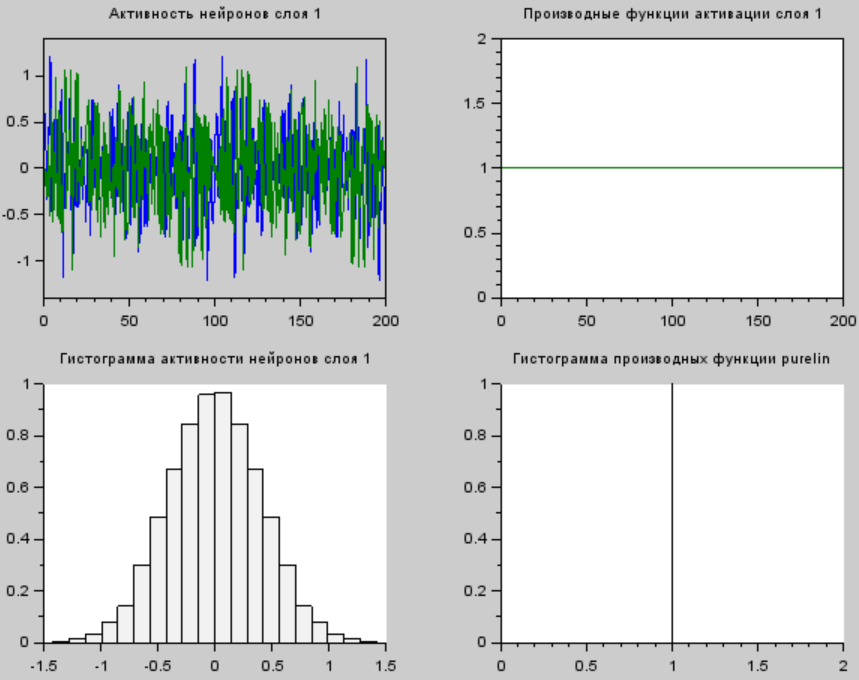 Активность нейронов слоя 1
Производные функции активации слоя 1
1
0.5
0
-0.5
-1
0 50 100 150 200
2
1.5
1
0.5
0
0 50 100 150 200
Гистограмма активности нейронов слоя 1
Гистограмма производных функции purelin
1
0.8
0.6
0.4
0.2
0
-1.5 -1 -0.5 0 0.5 1 1.5
1
0.8
0.6
0.4
0.2
0
0 0.5 1 1.5 2